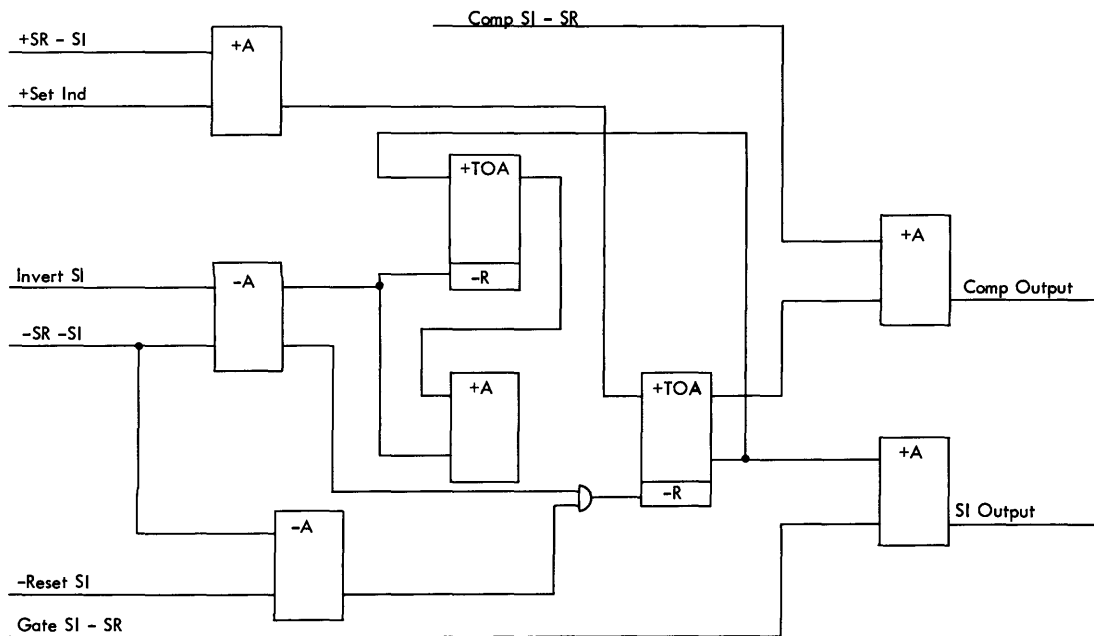 Comp SI - SR
+SR - SI
+A
+Set Ind
+TOA
+A
Invert SI
-A
-R
Comp Output
-SR -SI
+A
+TOA
+A
-R
SI Output
-A
-Reset SI
Gate SI - SR